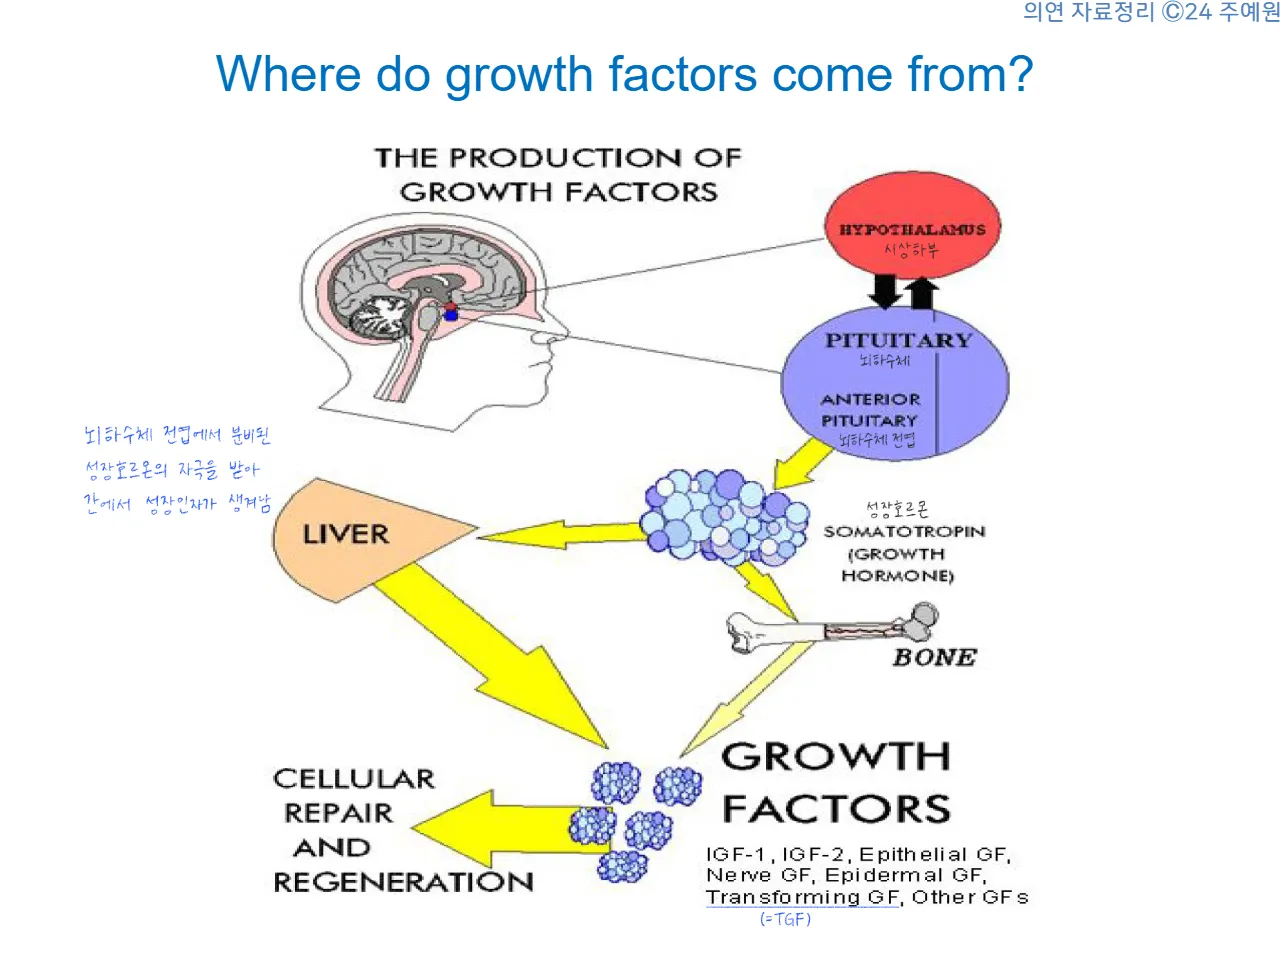 의연 자료정리 Ⓒ24 주예원
Where do growth factors come from?
THE PRODUCTION OF
GROWTH FACTORS
HYPOTHALAMUS
시상하부
PITUITARY
뇌하수체
ANTERIOR
PITUITARY
뇌하수체 전엽
뇌하수체 전엽에서 분비된
성장호르몬의 자극을 받아
간에서 성장인자가 생겨남
LIVER
성장호르몬
SOMATOTROPIN
(GROWTH
HORMONE)
BONE
GROWTH
FACTORS
CELLULAR
REPAIR
AND
REGENERATION
IGF-1, IGF-2, Epithelial GF,
Nerve GF, Epidermal GF,
Transforming GF, Other GFs
(=TGF)